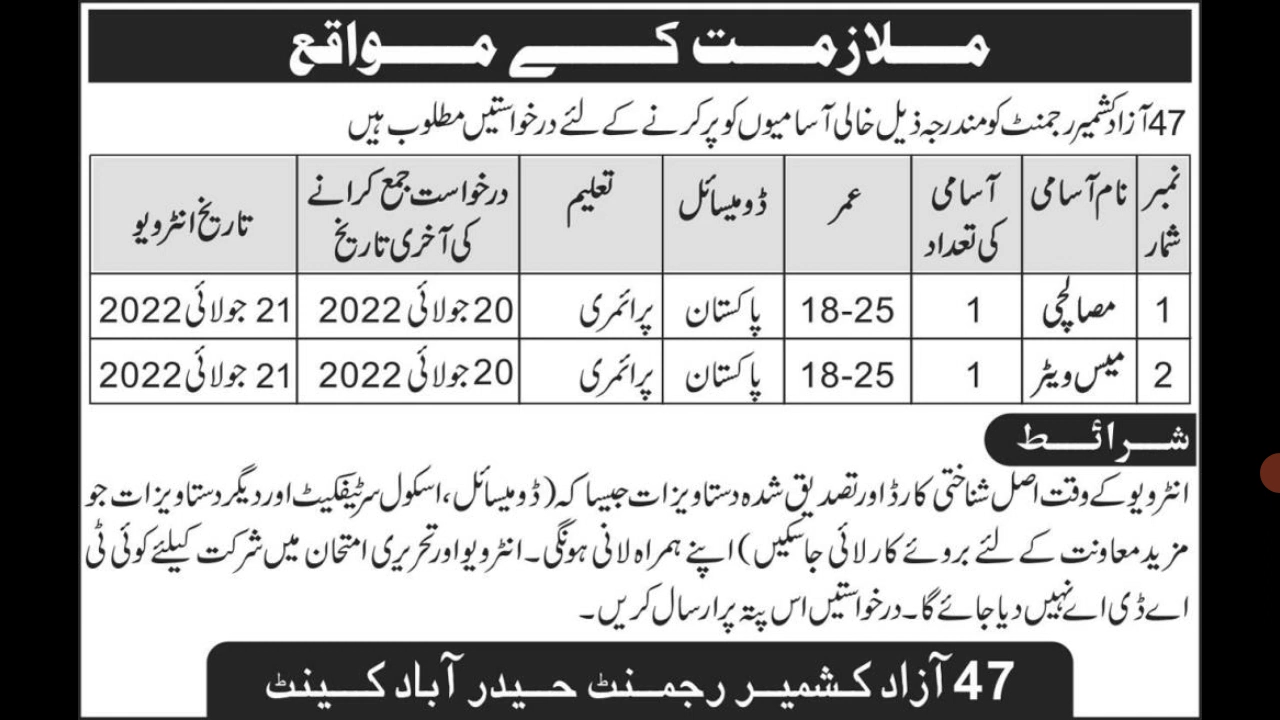 ملازمت کے مواقع
47 آزاد کشمیر رجمنٹ کو مندرجہ ذیل خالی آسامیوں کو پر کرنے کے لئے درخواستیں مطلوب ہیں
نمبر شمار | نام آسامی | آسامی کی تعداد | عمر | ڈومیسائل | تعلیم | درخواست جمع کرانے کی آخری تاریخ | تاریخ انٹرویو
1 | مصالچی | 1 | 18-25 | پاکستان | پرائمری | 20 جولائی 2022 | 21 جولائی 2022
2 | میس ویٹر | 1 | 18-25 | پاکستان | پرائمری | 20 جولائی 2022 | 21 جولائی 2022
شرائط
انٹرویو کے وقت اصل شناختی کارڈ اور تصدیق شدہ دستاویزات جیسا کہ (ڈومیسائل، اسکول سرٹیفکیٹ اور دیگر دستاویزات جو
مزید معاونت کے لئے بروئے کار لائی جاسکیں) اپنے ہمراہ لانی ہونگی۔ انٹرویو اور تحریری امتحان میں شرکت کیلئے کوئی ٹی
اے ڈی اے نہیں دیا جائے گا۔ درخواستیں اس پتہ پر ارسال کریں۔
47 آزاد کشمیر رجمنٹ حیدر آباد کینٹ